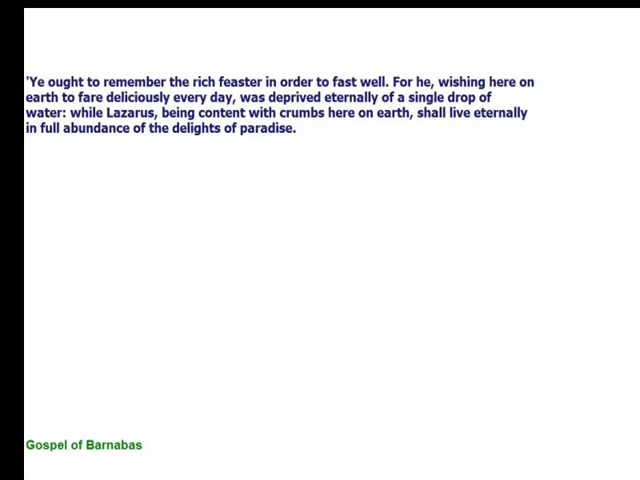 'Ye ought to remember the rich feaster in order to fast well. For he, wishing here on
earth to fare deliciously every day, was deprived eternally of a single drop of
water: while Lazarus, being content with crumbs here on earth, shall live eternally
in full abundance of the delights of paradise.
Gospel of Barnabas